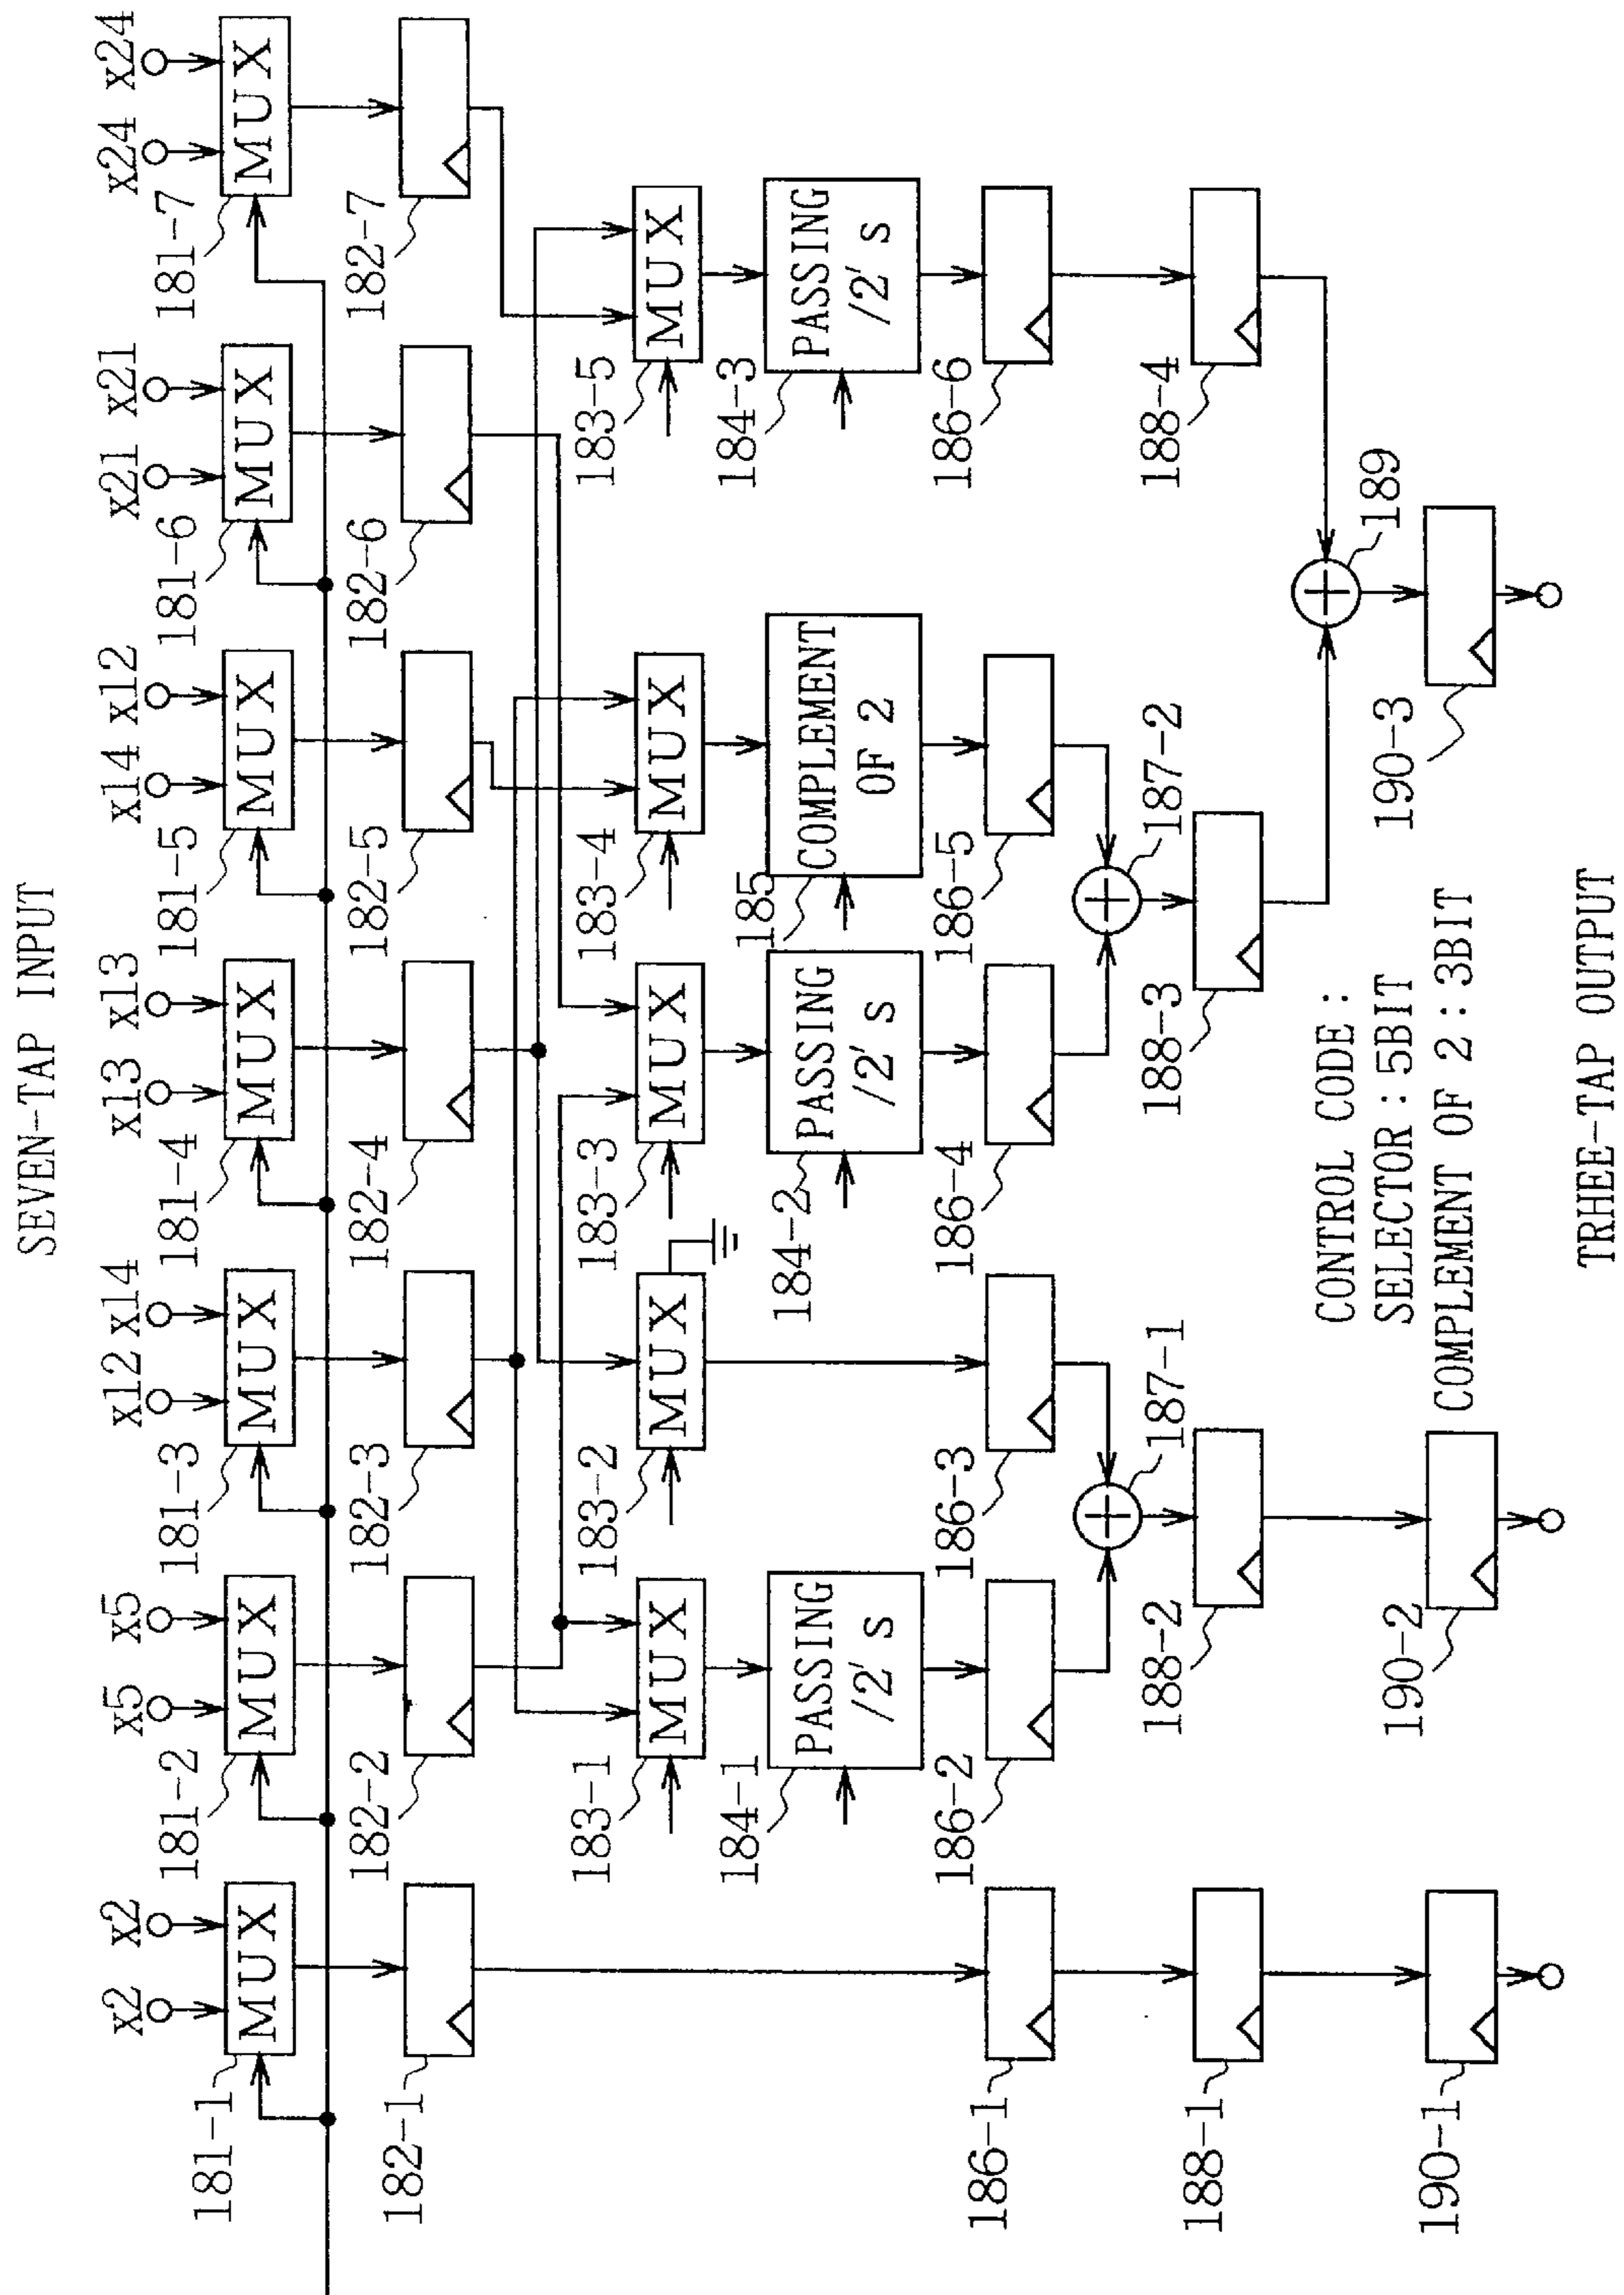 SEVEN-TAP INPUT
x2 x2 x5 x5 x12 x14 x13 x13 x14 x12 x21 x21 x24 x24
MUX MUX MUX MUX MUX MUX MUX
181-1 181-2 181-3 181-4 181-5 181-6 181-7
182-1 182-2 182-3 182-4 182-5 182-6 182-7
MUX MUX MUX MUX MUX
183-1 183-2 183-3 183-4 183-5
PASSING
/2's
PASSING
/2's
COMPLEMENT
OF 2
PASSING
/2's
184-1 184-2 185 184-3
186-1 186-2 186-3 186-4 186-5 186-6
187-1 187-2
188-1 188-2 188-3 188-4
189
190-1 190-2 190-3
CONTROL CODE :
SELECTOR : 5BIT
COMPLEMENT OF 2 : 3BIT
TRHEE-TAP OUTPUT